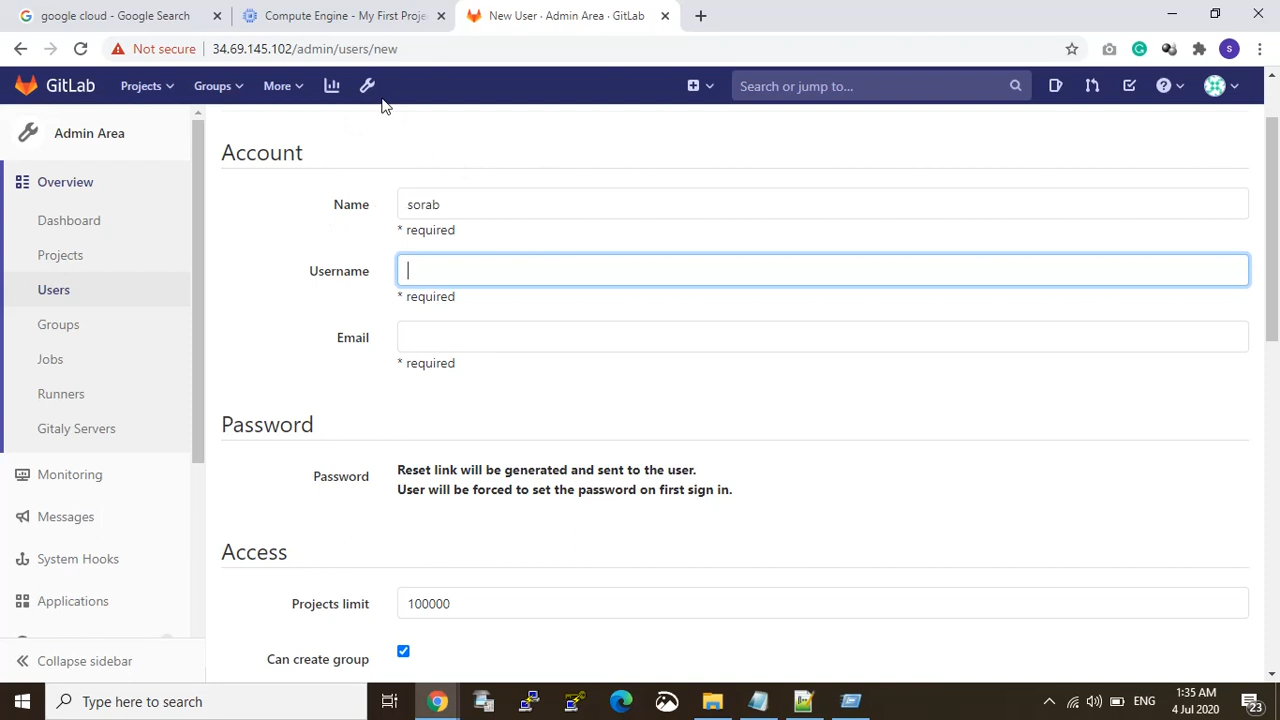 google cloud - Google Search
Compute Engine - My First Proje
New User · Admin Area · GitLab
Not secure
34.69.145.102/admin/users/new
S
GitLab
Projects
Groups
More
Search or jump to...
Admin Area
Overview
Dashboard
Projects
Users
Groups
Jobs
Runners
Gitaly Servers
Monitoring
Messages
System Hooks
Applications
Collapse sidebar
Account
Name
sorab
* required
Username
* required
Email
* required
Password
Password
Reset link will be generated and sent to the user.
User will be forced to set the password on first sign in.
Access
Projects limit
100000
Can create group
Type here to search
ENG
1:35 AM
4 Jul 2020
23